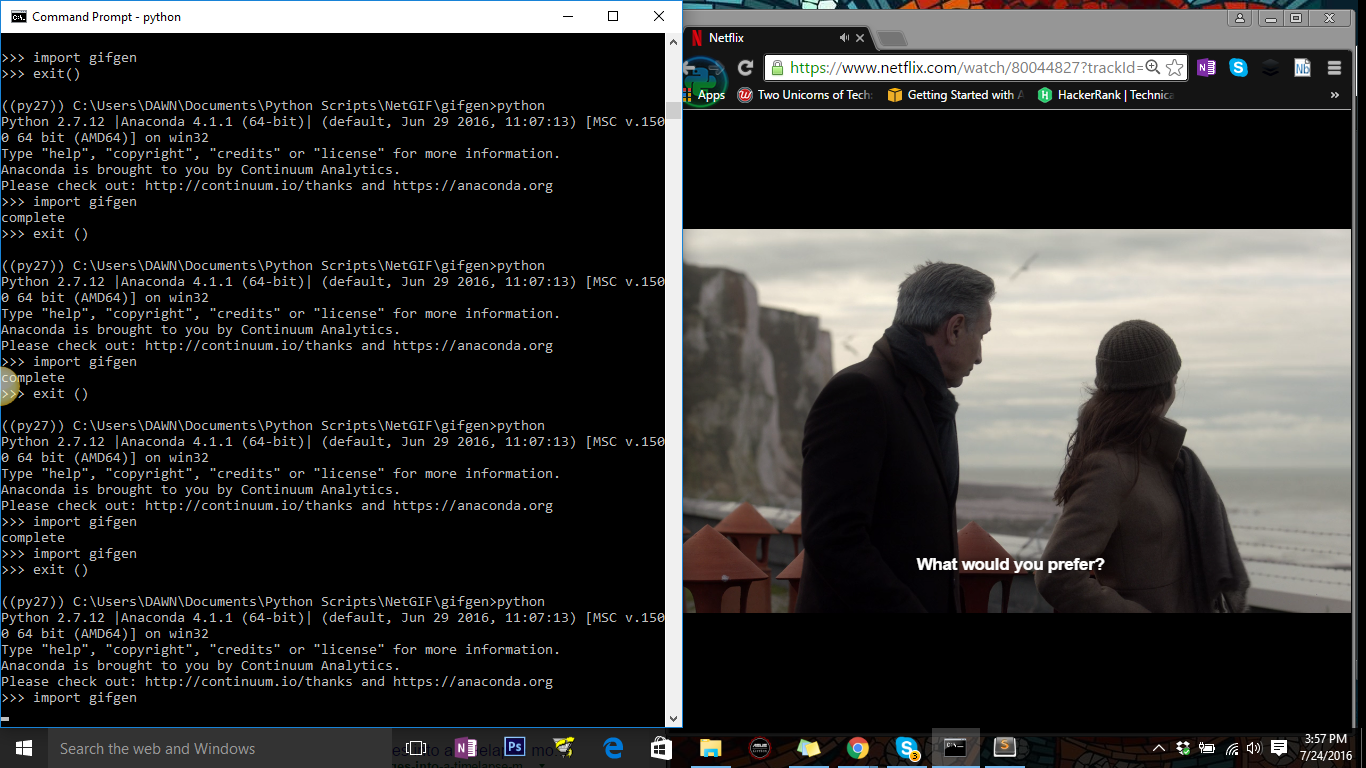 Command Prompt - python
>>> import gifgen
>>> exit()
((py27)) C:\Users\DAWN\Documents\Python Scripts\NetGIF\gifgen>python
Python 2.7.12 |Anaconda 4.1.1 (64-bit)| (default, Jun 29 2016, 11:07:13) [MSC v.150
0 64 bit (AMD64)] on win32
Type "help", "copyright", "credits" or "license" for more information.
Anaconda is brought to you by Continuum Analytics.
Please check out: http://continuum.io/thanks and https://anaconda.org
>>> import gifgen
complete
>>> exit ()
((py27)) C:\Users\DAWN\Documents\Python Scripts\NetGIF\gifgen>python
Python 2.7.12 |Anaconda 4.1.1 (64-bit)| (default, Jun 29 2016, 11:07:13) [MSC v.150
0 64 bit (AMD64)] on win32
Type "help", "copyright", "credits" or "license" for more information.
Anaconda is brought to you by Continuum Analytics.
Please check out: http://continuum.io/thanks and https://anaconda.org
>>> import gifgen
complete
>>> exit ()
((py27)) C:\Users\DAWN\Documents\Python Scripts\NetGIF\gifgen>python
Python 2.7.12 |Anaconda 4.1.1 (64-bit)| (default, Jun 29 2016, 11:07:13) [MSC v.150
0 64 bit (AMD64)] on win32
Type "help", "copyright", "credits" or "license" for more information.
Anaconda is brought to you by Continuum Analytics.
Please check out: http://continuum.io/thanks and https://anaconda.org
>>> import gifgen
complete
>>> import gifgen
>>> exit ()
((py27)) C:\Users\DAWN\Documents\Python Scripts\NetGIF\gifgen>python
Python 2.7.12 |Anaconda 4.1.1 (64-bit)| (default, Jun 29 2016, 11:07:13) [MSC v.150
0 64 bit (AMD64)] on win32
Type "help", "copyright", "credits" or "license" for more information.
Anaconda is brought to you by Continuum Analytics.
Please check out: http://continuum.io/thanks and https://anaconda.org
>>> import gifgen
Netflix
https://www.netflix.com/watch/80044827?trackId=
Apps Two Unicorns of Tech Getting Started with HackerRank | Technica »
What would you prefer?
Search the web and Windows
3:57 PM
7/24/2016